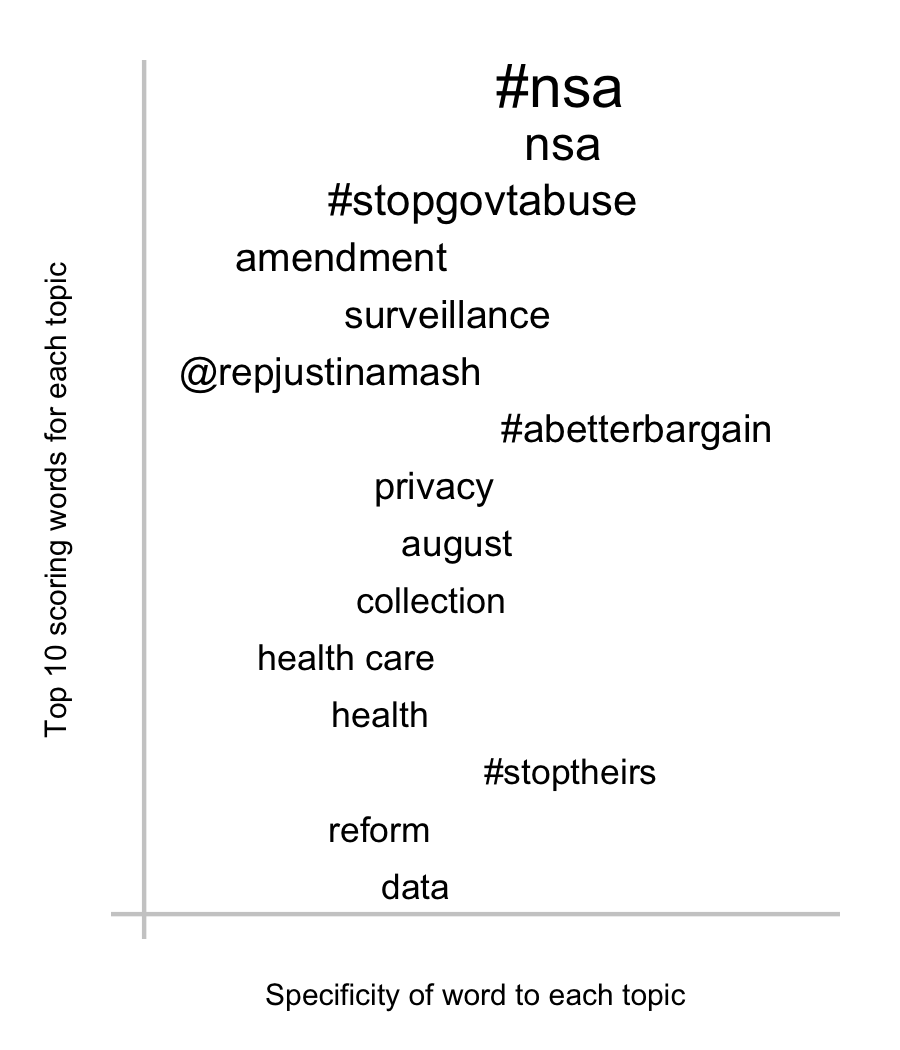 #nsa
nsa
#stopgovtabuse
amendment
surveillance
@repjustinamash
#abetterbargain
privacy
august
collection
health care
health
#stoptheirs
reform
data
Top 10 scoring words for each topic
Specificity of word to each topic